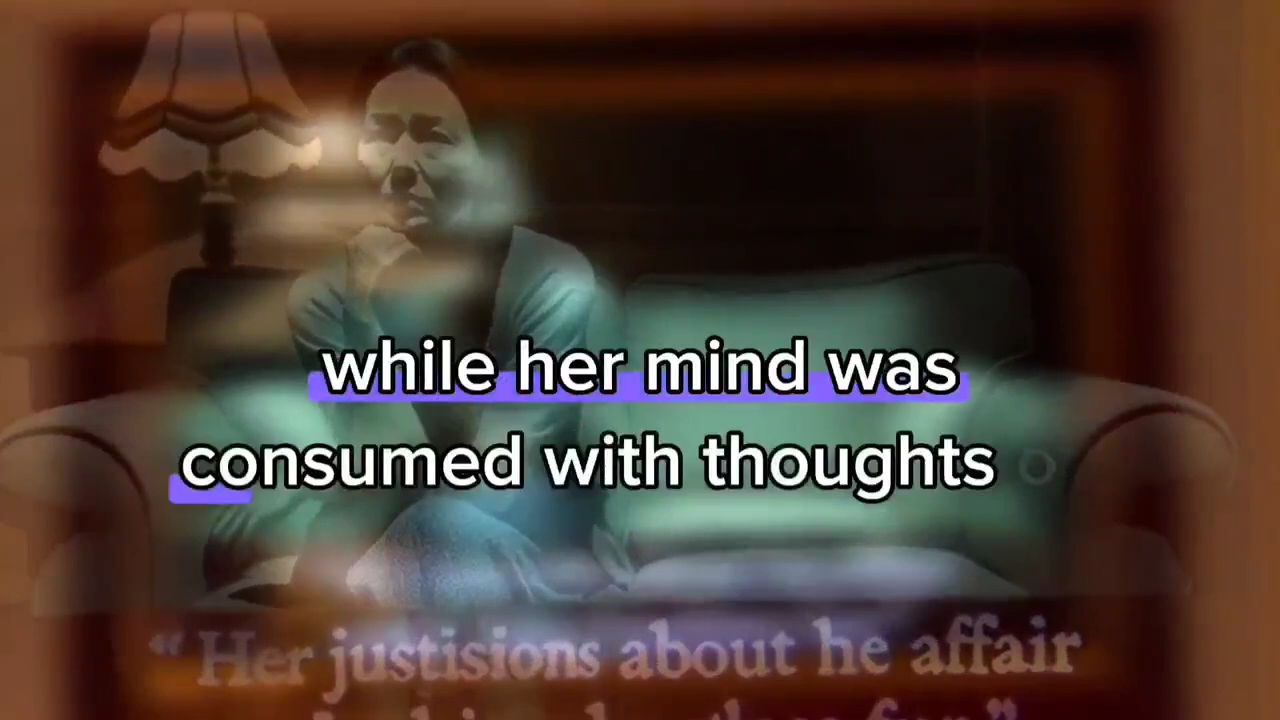 while her mind was
consumed with thoughts o
“ Her justisions about he affair